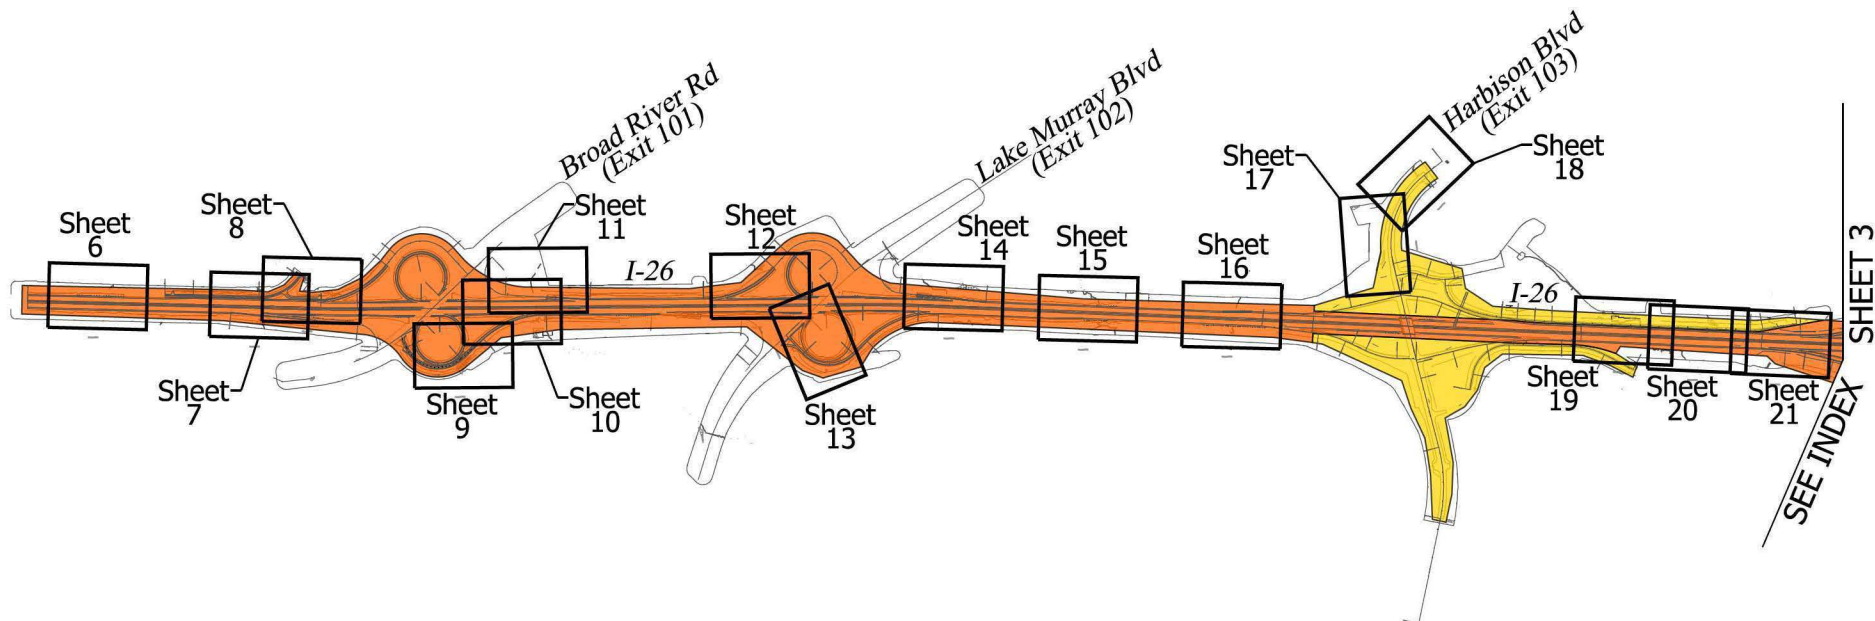 Sheet
6
Sheet
7
Sheet
8
Broad River Rd
(Exit 101)
Sheet
9
Sheet
10
Sheet
11
I-26
Sheet
12
Sheet
13
Lake Murray Blvd
(Exit 102)
Sheet
14
Sheet
15
Sheet
16
Sheet
17
Harbison Blvd
(Exit 103)
Sheet
18
I-26
Sheet
19
Sheet
20
Sheet
21
SHEET 3
SEE INDEX